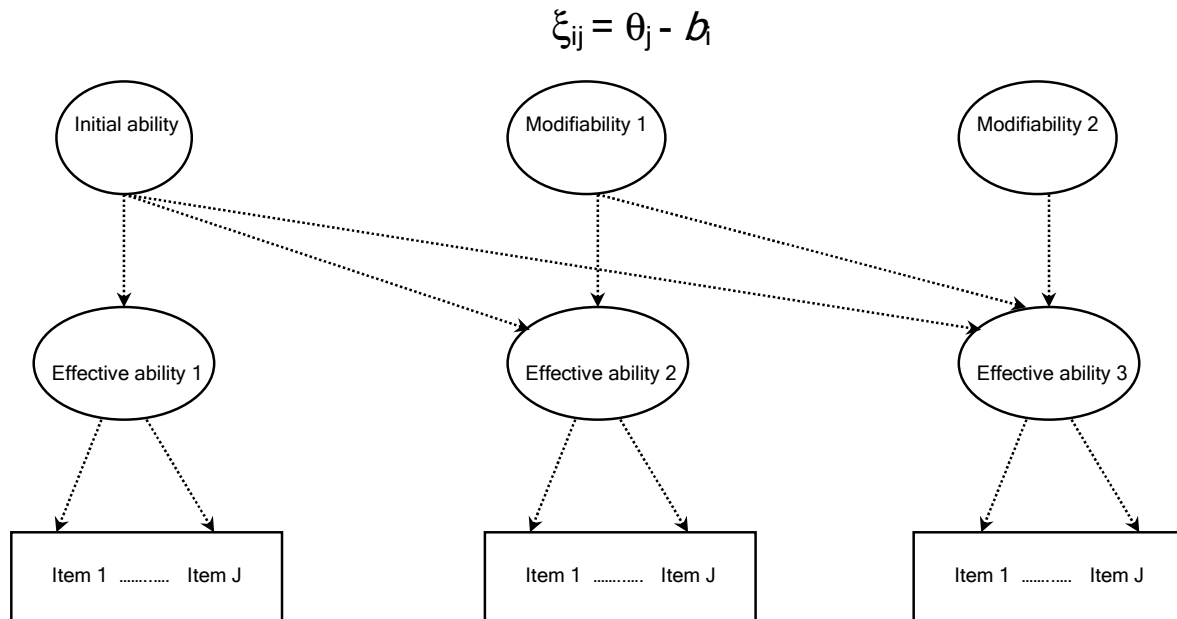 ξij = θj - bi
Initial ability
Modifiability 1
Modifiability 2
Effective ability 1
Effective ability 2
Effective ability 3
Item 1 ............ Item J
Item 1 ............ Item J
Item 1 ............ Item J